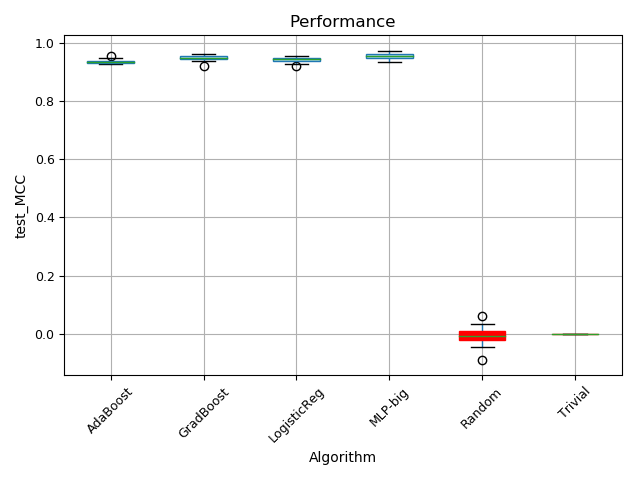 Performance
1.0
0.8
0.6
0.4
0.2
0.0
test_MCC
AdaBoost
GradBoost
LogisticReg
MLP-big
Random
Trivial
Algorithm